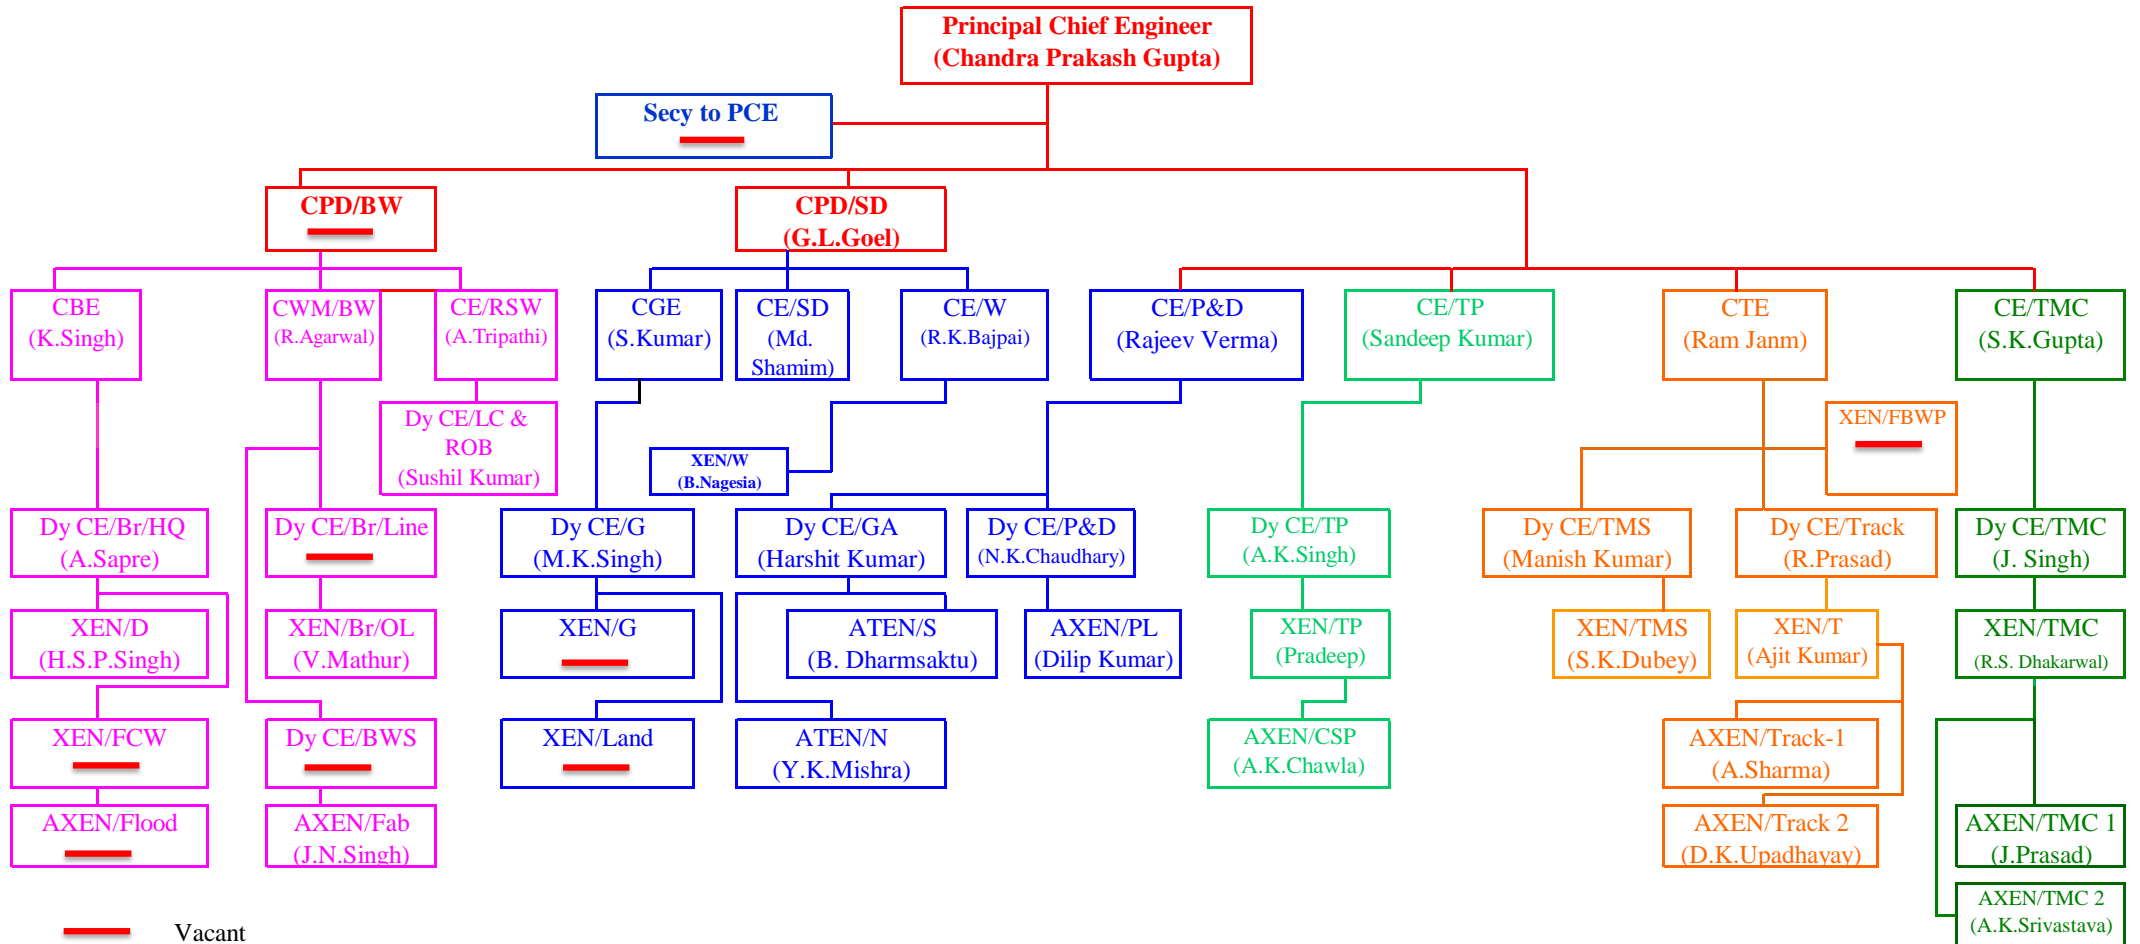 Principal Chief Engineer
(Chandra Prakash Gupta)
Secy to PCE
CPD/BW
CPD/SD
(G.L.Goel)
CBE
(K.Singh)
CWM/BW
(R.Agarwal)
CE/RSW
(A.Tripathi)
CGE
(S.Kumar)
CE/SD
(Md.
Shamim)
CE/W
(R.K.Bajpai)
CE/P&D
(Rajeev Verma)
CE/TP
(Sandeep Kumar)
CTE
(Ram Janm)
CE/TMC
(S.K.Gupta)
Dy CE/LC &
ROB
(Sushil Kumar)
XEN/W
(B.Nagesia)
XEN/FBWP
Dy CE/Br/HQ
(A.Sapre)
Dy CE/Br/Line
Dy CE/G
(M.K.Singh)
Dy CE/GA
(Harshit Kumar)
Dy CE/P&D
(N.K.Chaudhary)
Dy CE/TP
(A.K.Singh)
Dy CE/TMS
(Manish Kumar)
Dy CE/Track
(R.Prasad)
Dy CE/TMC
(J. Singh)
XEN/D
(H.S.P.Singh)
XEN/Br/OL
(V.Mathur)
XEN/G
ATEN/S
(B. Dharmsaktu)
AXEN/PL
(Dilip Kumar)
XEN/TP
(Pradeep)
XEN/TMS
(S.K.Dubey)
XEN/T
(Ajit Kumar)
XEN/TMC
(R.S. Dhakarwal)
XEN/FCW
Dy CE/BWS
XEN/Land
ATEN/N
(Y.K.Mishra)
AXEN/CSP
(A.K.Chawla)
AXEN/Track-1
(A.Sharma)
AXEN/Flood
AXEN/Fab
(J.N.Singh)
AXEN/Track 2
(D.K.Upadhayay)
AXEN/TMC 1
(J.Prasad)
AXEN/TMC 2
(A.K.Srivastava)
Vacant